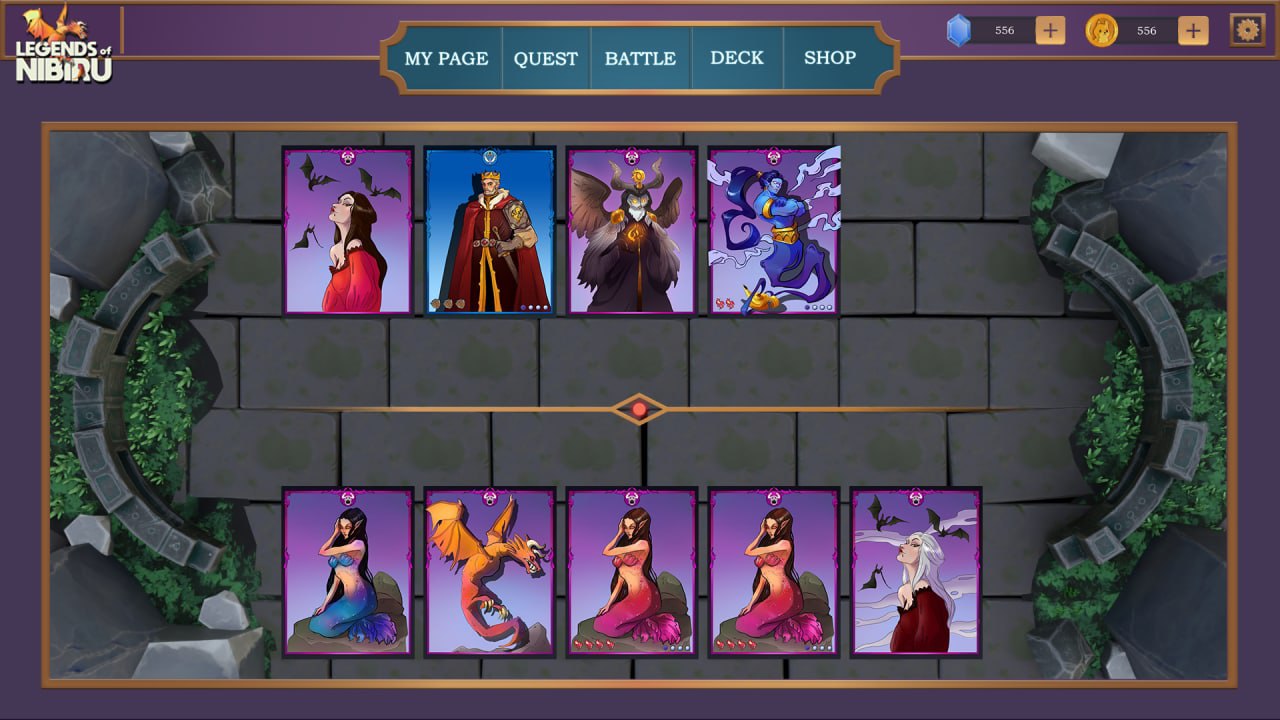 LEGENDS of
NIBIRU
MY PAGE
QUEST
BATTLE
DECK
SHOP
556
+
556
+